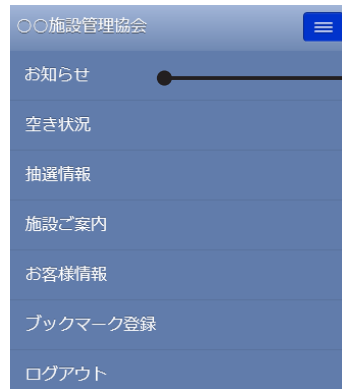 〇〇施設管理協会
お知らせ
空き状況
抽選情報
施設ご案内
お客様情報
ブックマーク登録
ログアウト